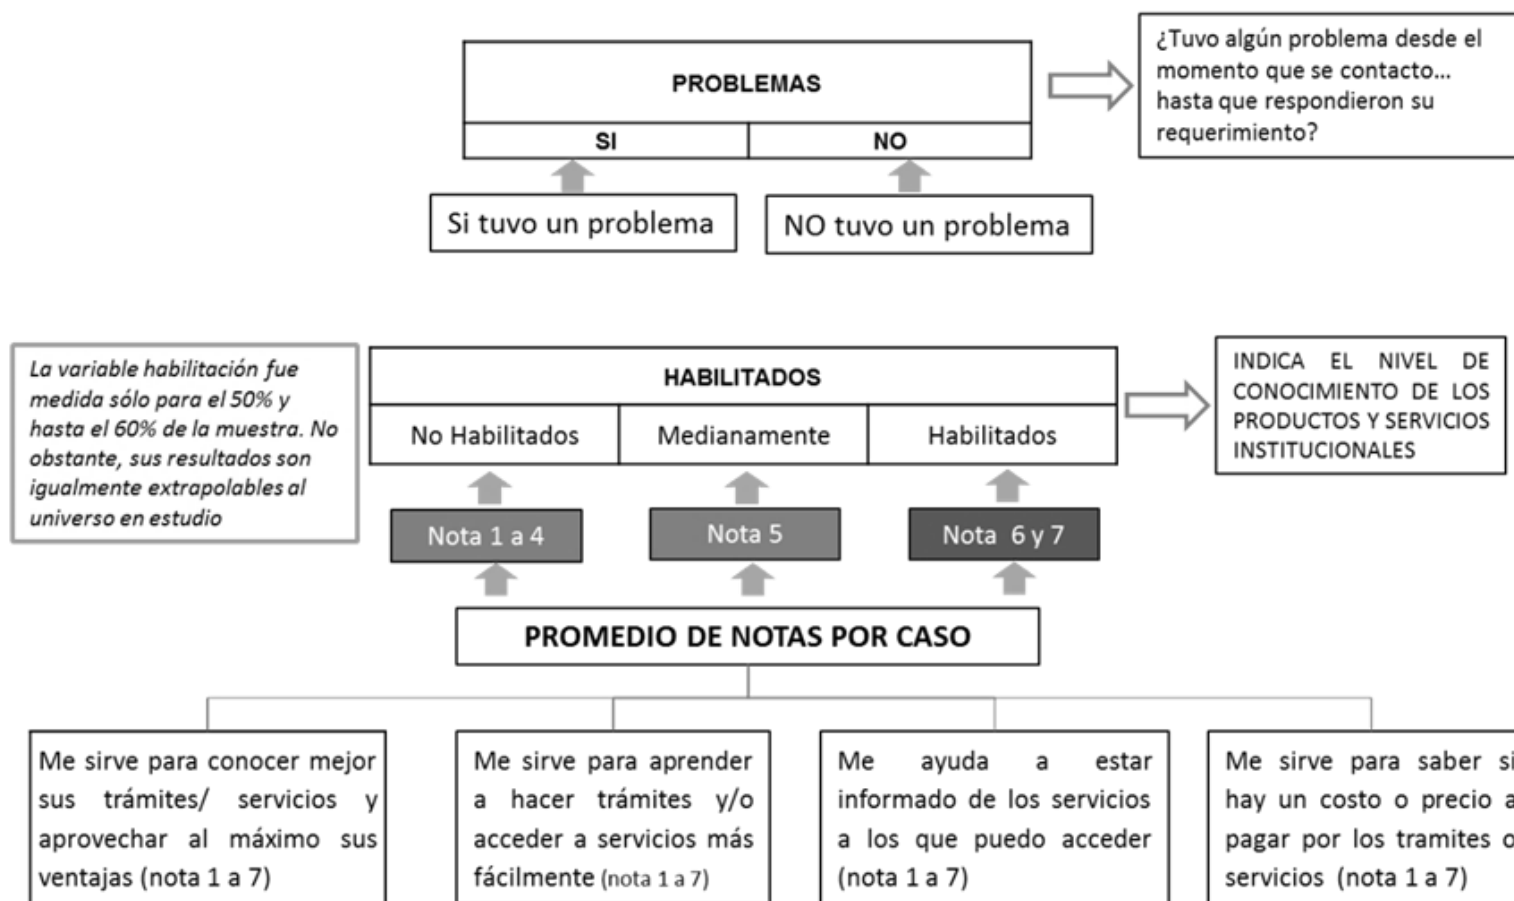 PROBLEMAS
SI
NO
¿Tuvo algún problema desde el
momento que se contacto...
hasta que respondieron su
requerimiento?
Si tuvo un problema
NO tuvo un problema
La variable habilitación fue
medida sólo para el 50% y
hasta el 60% de la muestra. No
obstante, sus resultados son
igualmente extrapolables al
universo en estudio
HABILITADOS
No Habilitados
Medianamente
Habilitados
INDICA EL NIVEL DE
CONOCIMIENTO DE LOS
PRODUCTOS Y SERVICIOS
INSTITUCIONALES
Nota 1 a 4
Nota 5
Nota 6 y 7
PROMEDIO DE NOTAS POR CASO
Me sirve para conocer mejor
sus trámites/ servicios y
aprovechar al máximo sus
ventajas (nota 1 a 7)
Me sirve para aprender
a hacer trámites y/o
acceder a servicios más
fácilmente (nota 1 a 7)
Me ayuda a estar
informado de los servicios
a los que puedo acceder
(nota 1 a 7)
Me sirve para saber si
hay un costo o precio a
pagar por los tramites o
servicios (nota 1 a 7)